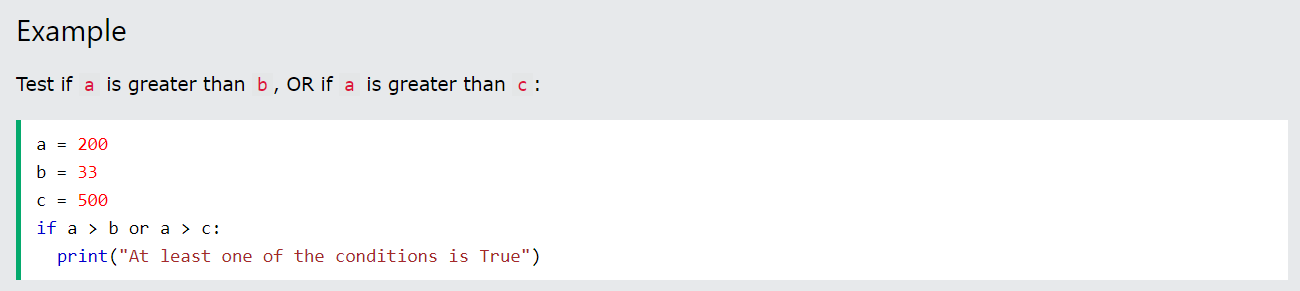 Example
Test if a is greater than b, OR if a is greater than c:
a = 200
b = 33
c = 500
if a > b or a > c:
  print("At least one of the conditions is True")